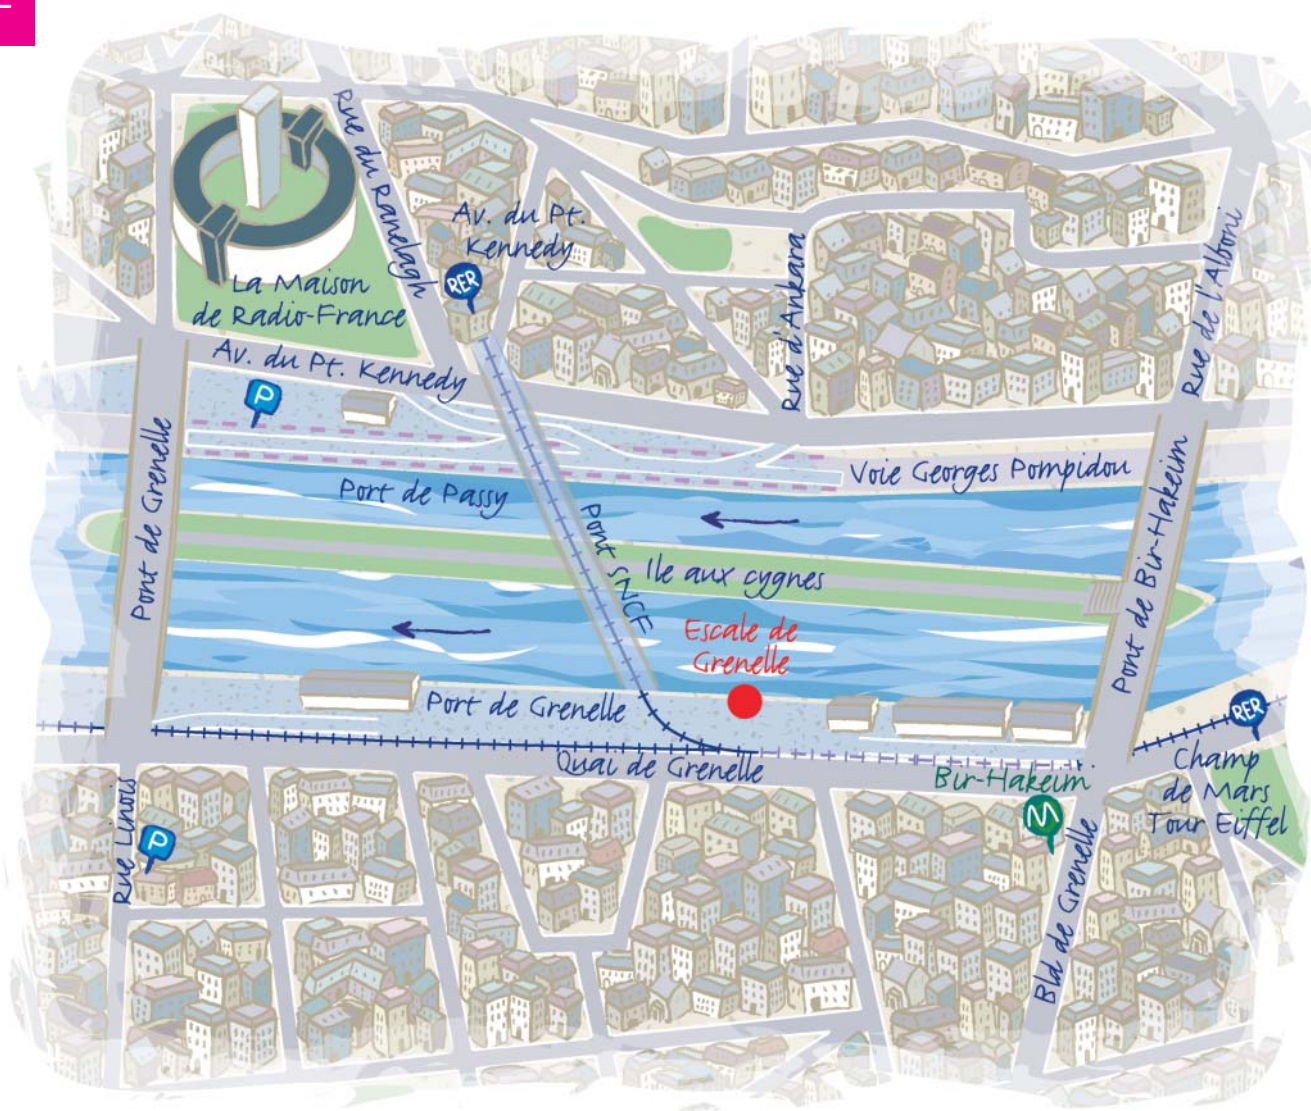 Rue du Ranelagh
Av. du Pt.
Kennedy
RER
La Maison
de Radio-France
Rue d'Ankara
Rue de l'Alboni
Av. du Pt. Kennedy
P
Pont de Grenelle
Port de Passy
Voie Georges Pompidou
Pont de Bir-Hakeim
Pont SNCF
Ile aux cygnes
Escale de
Grenelle
Port de Grenelle
RER
Quai de Grenelle
Bir-Hakeim
M
Champ
de Mars
Tour Eiffel
Rue Linois
P
Bld de Grenelle